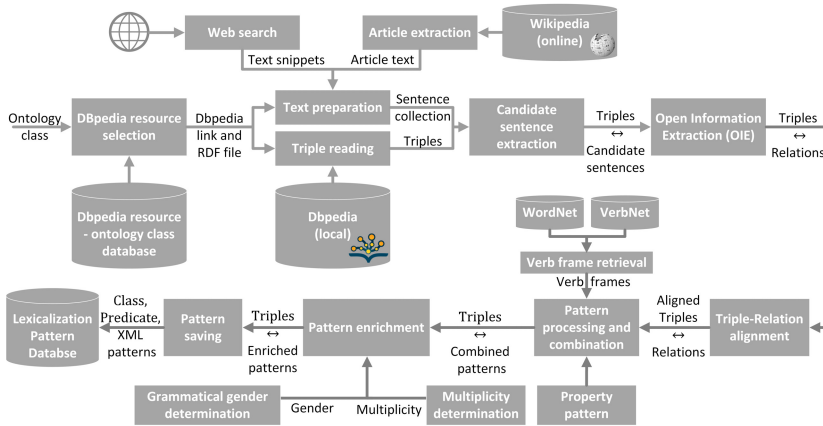 Web search
Article extraction
Wikipedia
(online)
Text snippets
Article text
Ontology
class
DBpedia resource
selection
Dbpedia
link and
RDF file
Text preparation
Triple reading
Sentence
collection
Triples
Candidate
sentence
extraction
Triples
↔
Candidate
sentences
Open Information
Extraction (OIE)
Triples
↔
Relations
Dbpedia resource
- ontology class
database
Dbpedia
(local)
WordNet
VerbNet
Verb frame retrieval
Verb frames
Lexicalization
Pattern
Databse
Class,
Predicate,
XML
patterns
Pattern
saving
Triples
↔
Enriched
patterns
Pattern enrichment
Triples
↔
Combined
patterns
Pattern
processing and
combination
Aligned
Triples
↔
Relations
Triple-Relation
alignment
Grammatical gender
determination
Gender
Multiplicity
Multiplicity
determination
Property
pattern